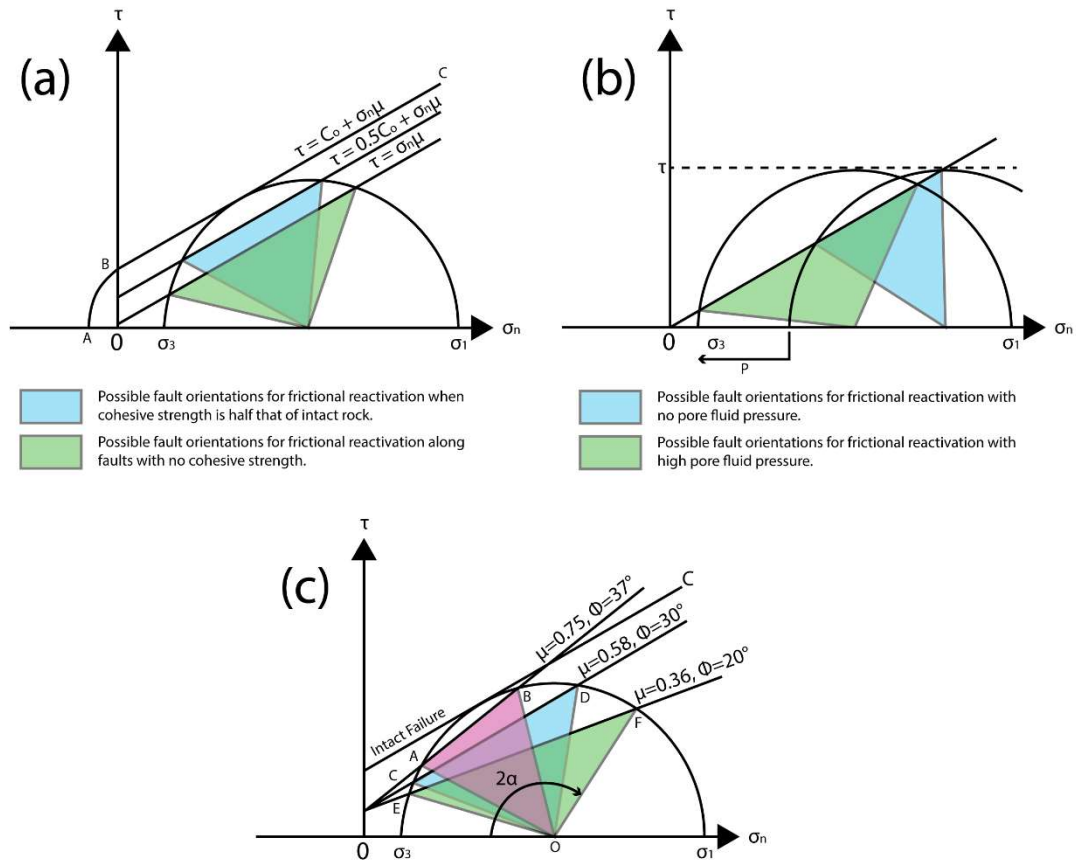 (a)
τ
C
τ = Cₒ + σₙμ
τ = 0.5Cₒ + σₙμ
τ = σₙμ
B
A
0
σ₃
σ₁
σₙ
Possible fault orientations for frictional reactivation when
cohesive strength is half that of intact rock.
Possible fault orientations for frictional reactivation along
faults with no cohesive strength.
(b)
τ
τ
0
σ₃
P
σ₁
σₙ
Possible fault orientations for frictional reactivation with
no pore fluid pressure.
Possible fault orientations for frictional reactivation with
high pore fluid pressure.
(c)
τ
μ=0.75, Φ=37°
C
μ=0.58, Φ=30°
μ=0.36, Φ=20°
Intact Failure
B
D
F
A
C
E
2α
0
σ₃
O
σ₁
σₙ